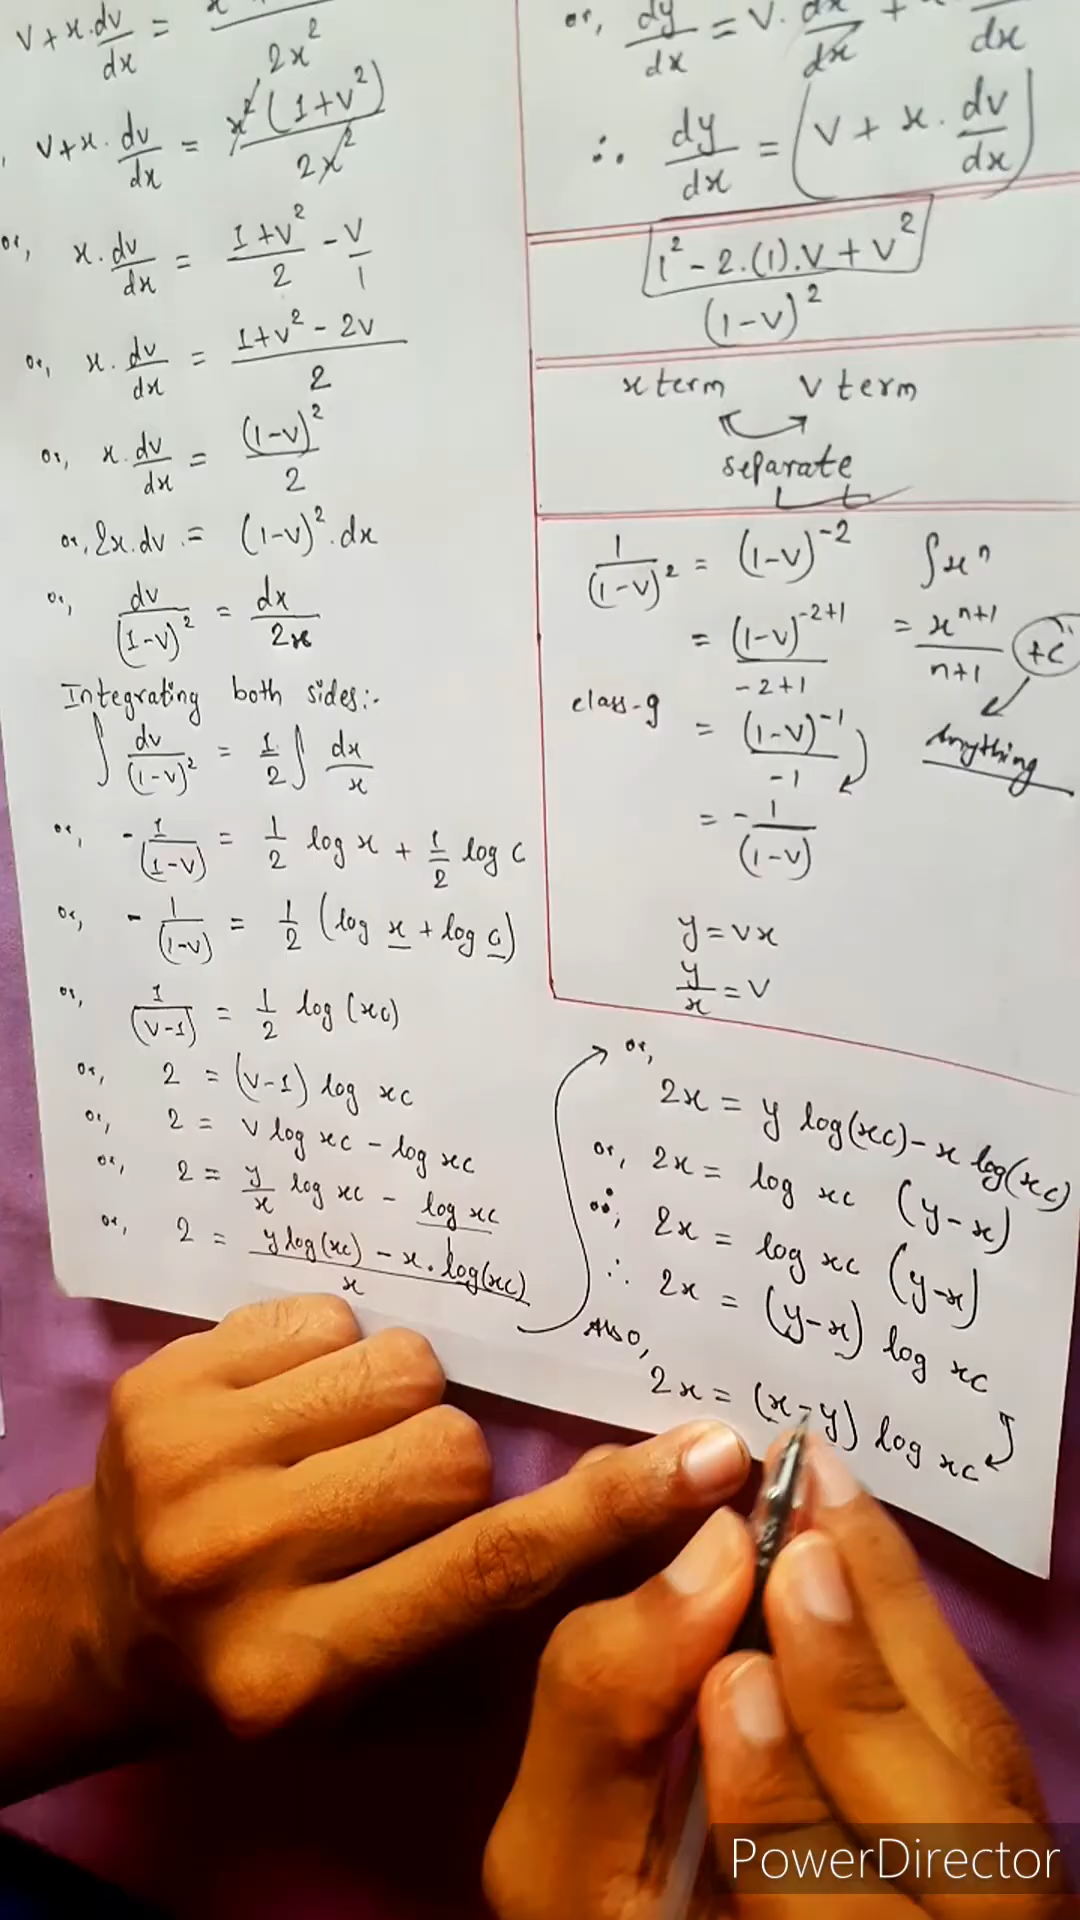 v + x. dv/dx = / 2x²
v + x. dv/dx = x²(1+v²) / 2x²
or, x. dv/dx = 1+v² / 2 - v/1
or, x. dv/dx = 1+v² - 2v / 2
or, x. dv/dx = (1-v)² / 2
or, 2x.dv = (1-v)².dx
or, dv / (1-v)² = dx / 2x
Integrating both sides:-
∫ dv / (1-v)² = 1/2 ∫ dx/x
or, - 1/(1-v) = 1/2 log x + 1/2 log c
or, - 1/(1-v) = 1/2 (log x + log c)
or, 1/(v-1) = 1/2 log (xc)
or, 2 = (v-1) log xc
or, 2 = v log xc - log xc
or, 2 = y/x log xc - log xc
or, 2 = y log(xc) - x. log(xc) / x
or, dy/dx = v. dx/dx + dx
∴ dy/dx = (v + x. dv/dx)
1² - 2.(1).v + v²
(1-v)²
x term v term
separate
1/(1-v)² = (1-v)⁻² ∫xⁿ
= (1-v)⁻²⁺¹ / -2+1 = xⁿ⁺¹ / n+1 +c
class-9 = (1-v)⁻¹ / -1 Anything
= - 1/(1-v)
y = vx
y/x = v
or,
2x = y log(xc) - x log(xc)
or, 2x = log xc (y-x)
∴, 2x = log xc (y-x)
∴ 2x = (y-x) log xc
Also,
2x = (x-y) log xc
PowerDirector